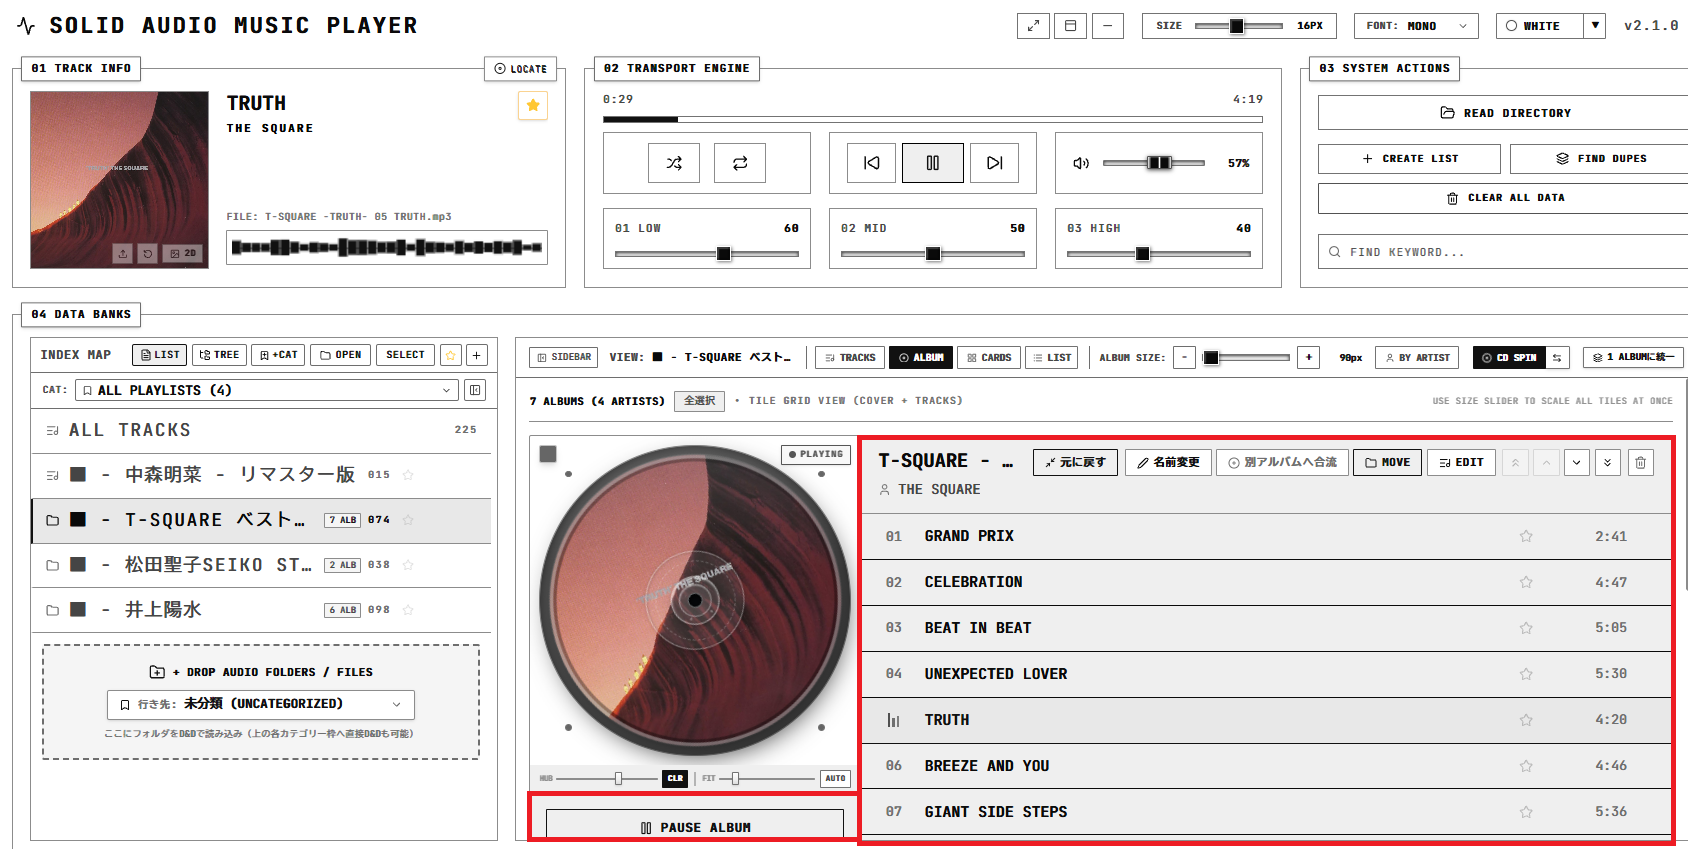 SOLID AUDIO MUSIC PLAYER
SIZE 16PX FONT: MONO WHITE ▼ v2.1.0
01 TRACK INFO
LOCATE
TRUTH
THE SQUARE
2D
FILE: T-SQUARE -TRUTH- 05 TRUTH.mp3
02 TRANSPORT ENGINE
0:29 4:19
57%
01 LOW 60
02 MID 50
03 HIGH 40
03 SYSTEM ACTIONS
READ DIRECTORY
+ CREATE LIST
FIND DUPES
CLEAR ALL DATA
FIND KEYWORD...
04 DATA BANKS
INDEX MAP LIST TREE +CAT OPEN SELECT +
CAT: ALL PLAYLISTS (4)
ALL TRACKS 225
■ - 中森明菜 - リマスター版 015
■ - T-SQUARE ベスト… 7 ALB 074
■ - 松田聖子SEIKO ST… 2 ALB 038
■ - 井上陽水 6 ALB 098
+ DROP AUDIO FOLDERS / FILES
行き先: 未分類 (UNCATEGORIZED)
ここにフォルダをD&Dで読み込み (上の各カテゴリー枠へ直接D&Dも可能)
SIDEBAR VIEW: ■ - T-SQUARE ベスト… TRACKS ALBUM CARDS LIST ALBUM SIZE: - + 90px BY ARTIST CD SPIN 1 ALBUMに統一
7 ALBUMS (4 ARTISTS) 全選択 • TILE GRID VIEW (COVER + TRACKS) USE SIZE SLIDER TO SCALE ALL TILES AT ONCE
PLAYING
THE SQUARE
HUB CLR FIT AUTO
PAUSE ALBUM
T-SQUARE - … 元に戻す 名前変更 別アルバムへ合流 MOVE EDIT
THE SQUARE
01 GRAND PRIX 2:41
02 CELEBRATION 4:47
03 BEAT IN BEAT 5:05
04 UNEXPECTED LOVER 5:30
TRUTH 4:20
06 BREEZE AND YOU 4:46
07 GIANT SIDE STEPS 5:36